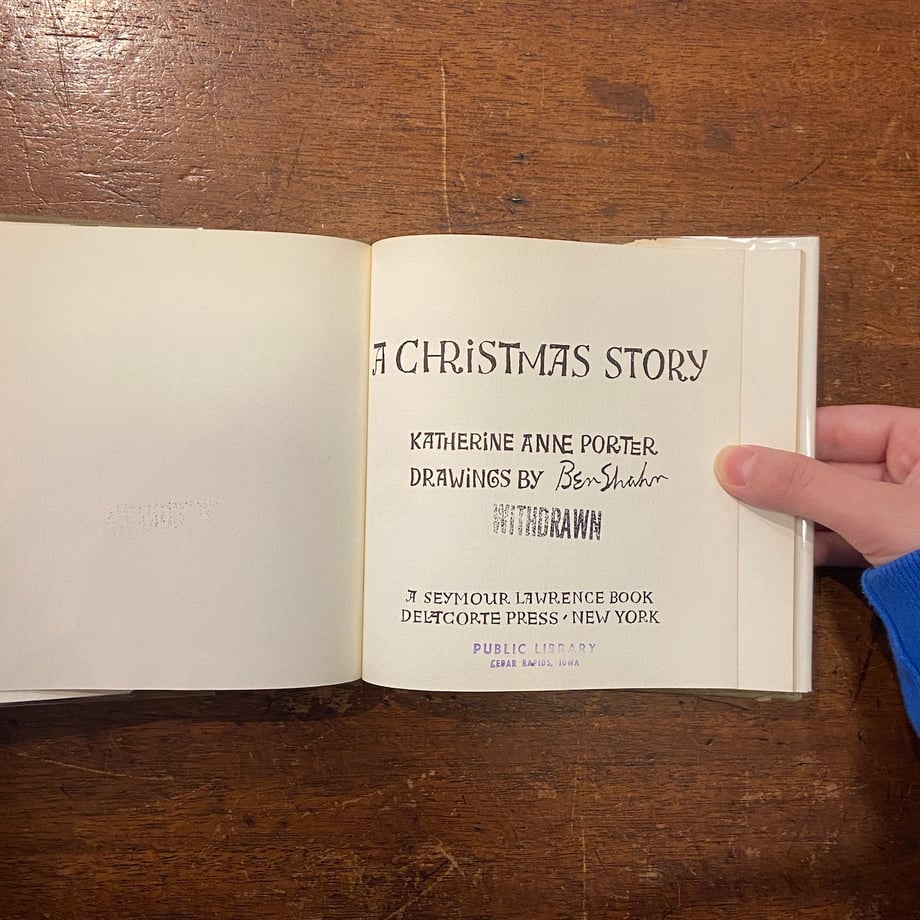 A CHRiSTMAS STORY
KATHERiNE ANNE PORTER
DRAWiNGS BY Ben Shahn
WITHDRAWN
A SEYMOUR LAWRENCE BOOK
DELACORTE PRESS · NEW YORK
PUBLIC LIBRARY
CEDAR RAPIDS, IOWA